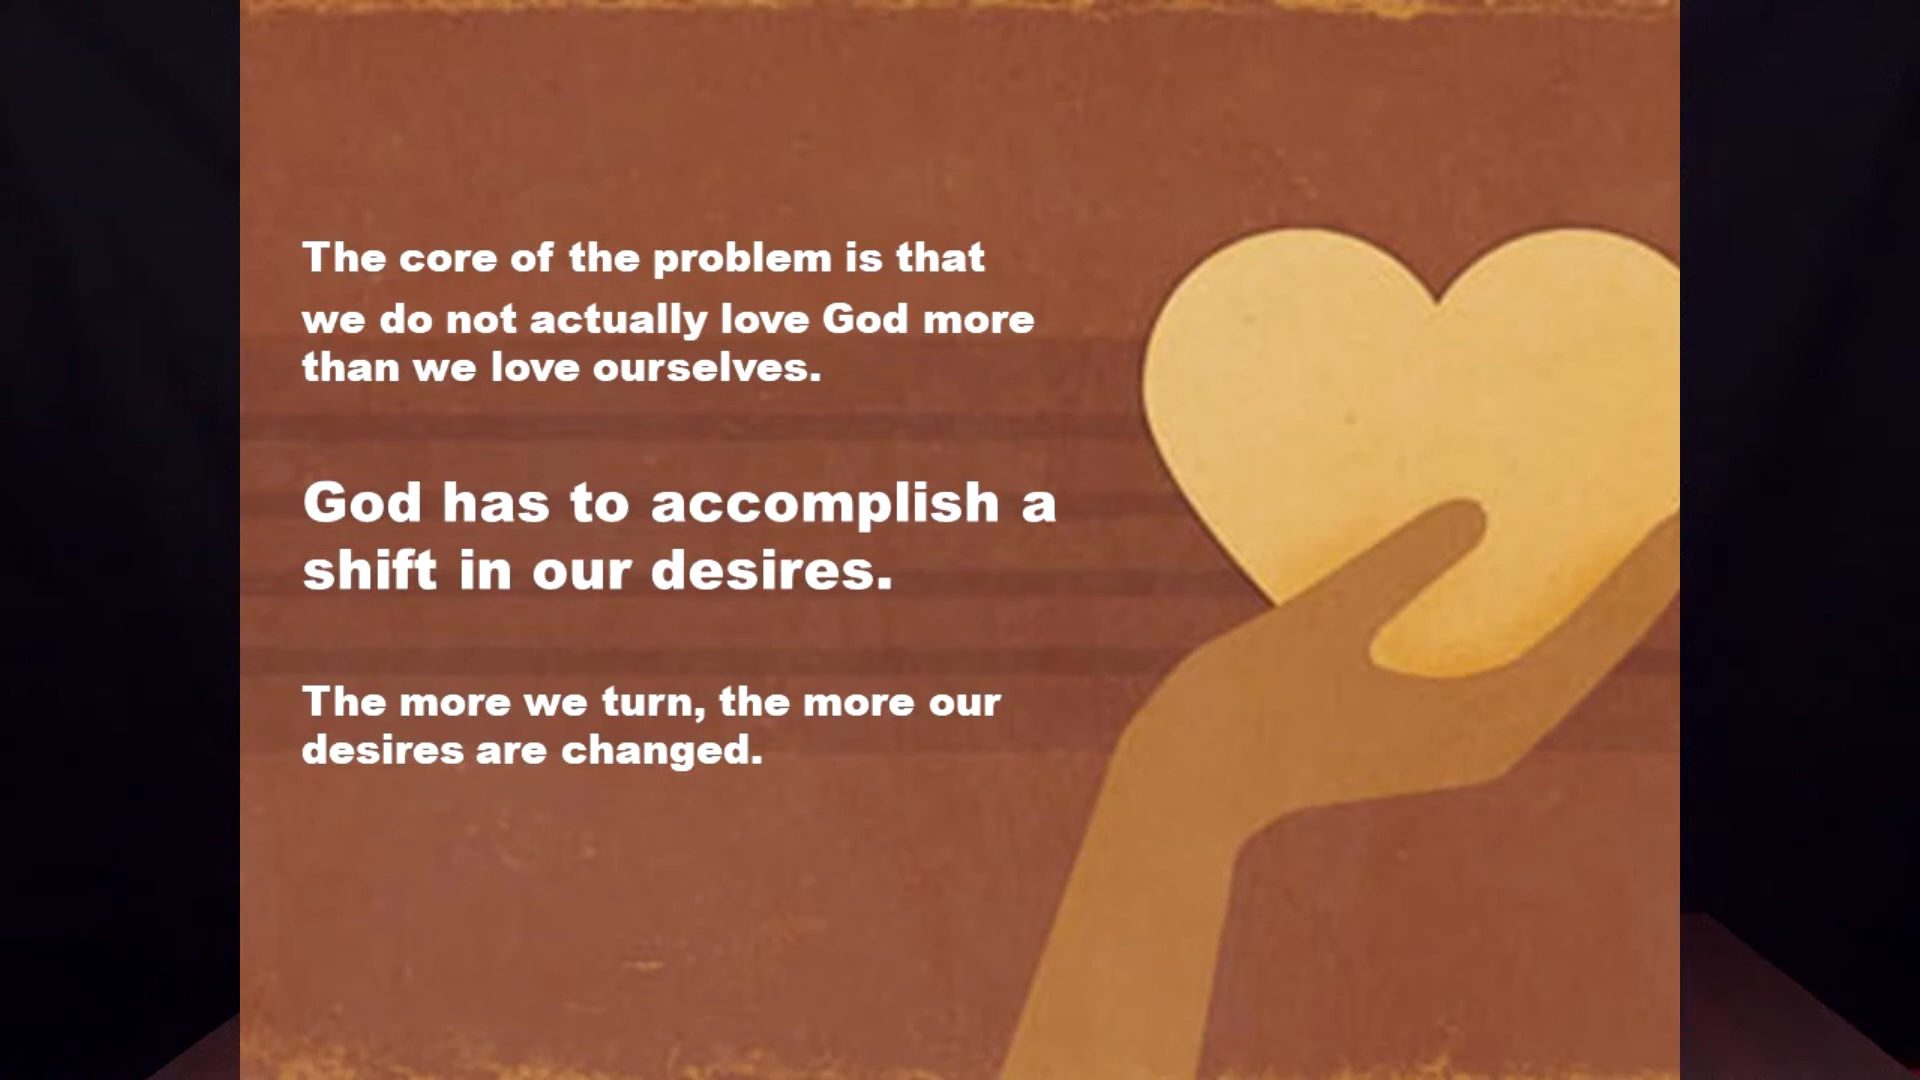 The core of the problem is that
we do not actually love God more
than we love ourselves.
God has to accomplish a
shift in our desires.
The more we turn, the more our
desires are changed.